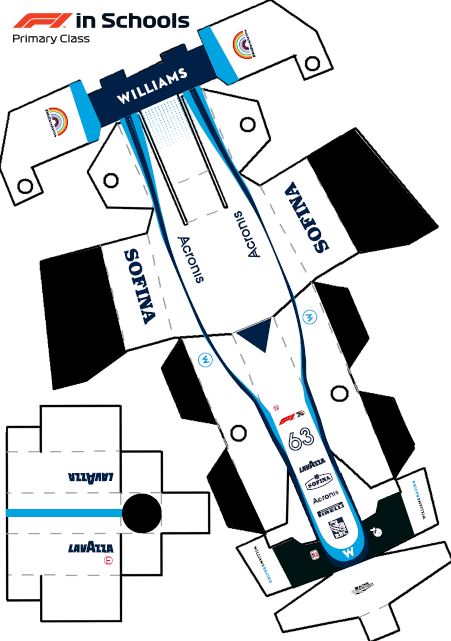 F1 in Schools
Primary Class
WILLIAMS
SOFINA
SOFINA
Acronis
Acronis
W
W
63
LAVAZZA
SOFINA
Acronis
PIRELLI
W
LAVAZZA
LAVAZZA